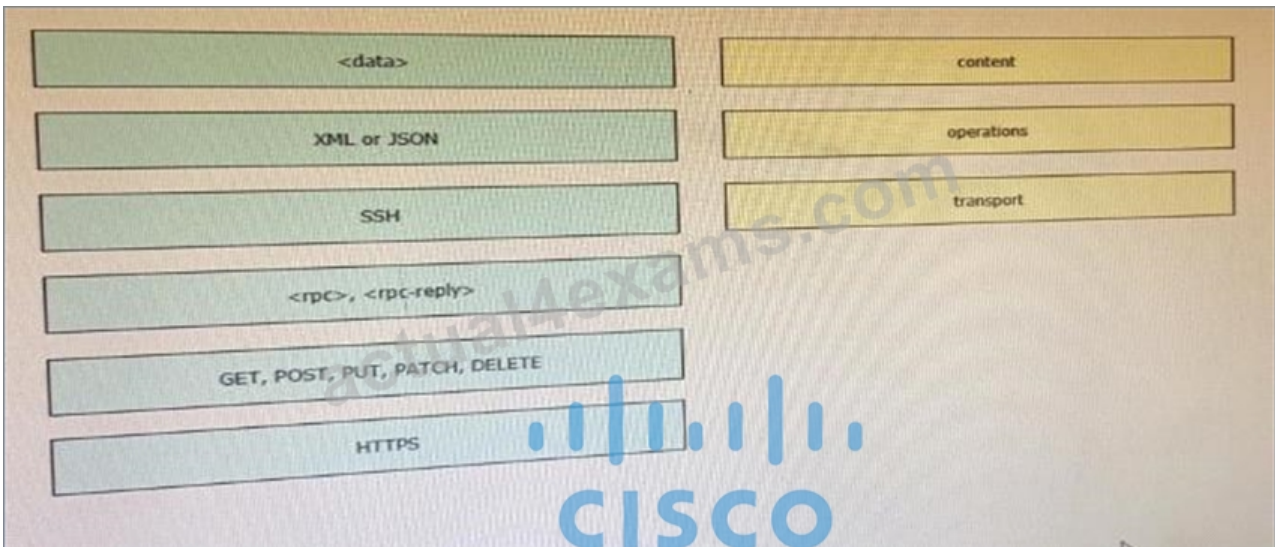 <data>
content
XML or JSON
operations
SSH
transport
<rpc>, <rpc-reply>
GET, POST, PUT, PATCH, DELETE
HTTPS
actual4exams.com
CISCO